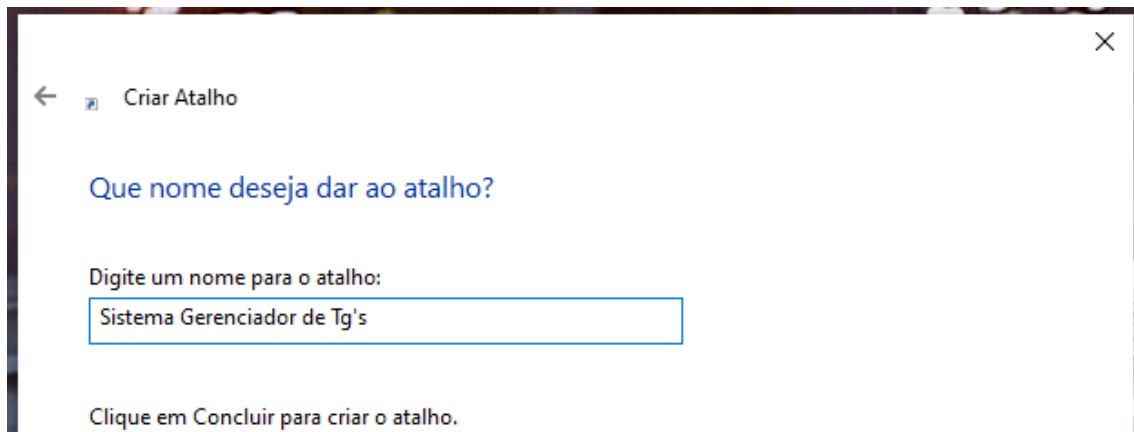 Criar Atalho
Que nome deseja dar ao atalho?
Digite um nome para o atalho:
Sistema Gerenciador de Tg's
Clique em Concluir para criar o atalho.